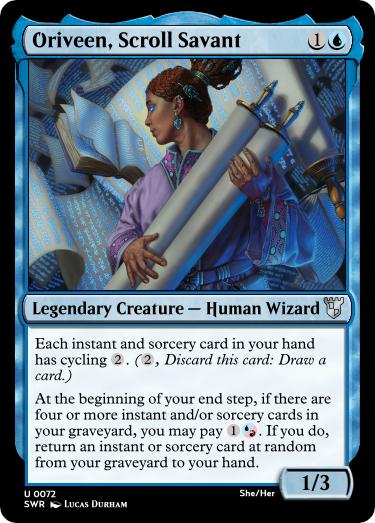 Oriveen, Scroll Savant 1
Legendary Creature — Human Wizard
Each instant and sorcery card in your hand
has cycling 2. (2, Discard this card: Draw a
card.)
At the beginning of your end step, if there are
four or more instant and/or sorcery cards in
your graveyard, you may pay 1. If you do,
return an instant or sorcery card at random
from your graveyard to your hand.
1/3
U 0072
She/Her
SWR Lucas Durham